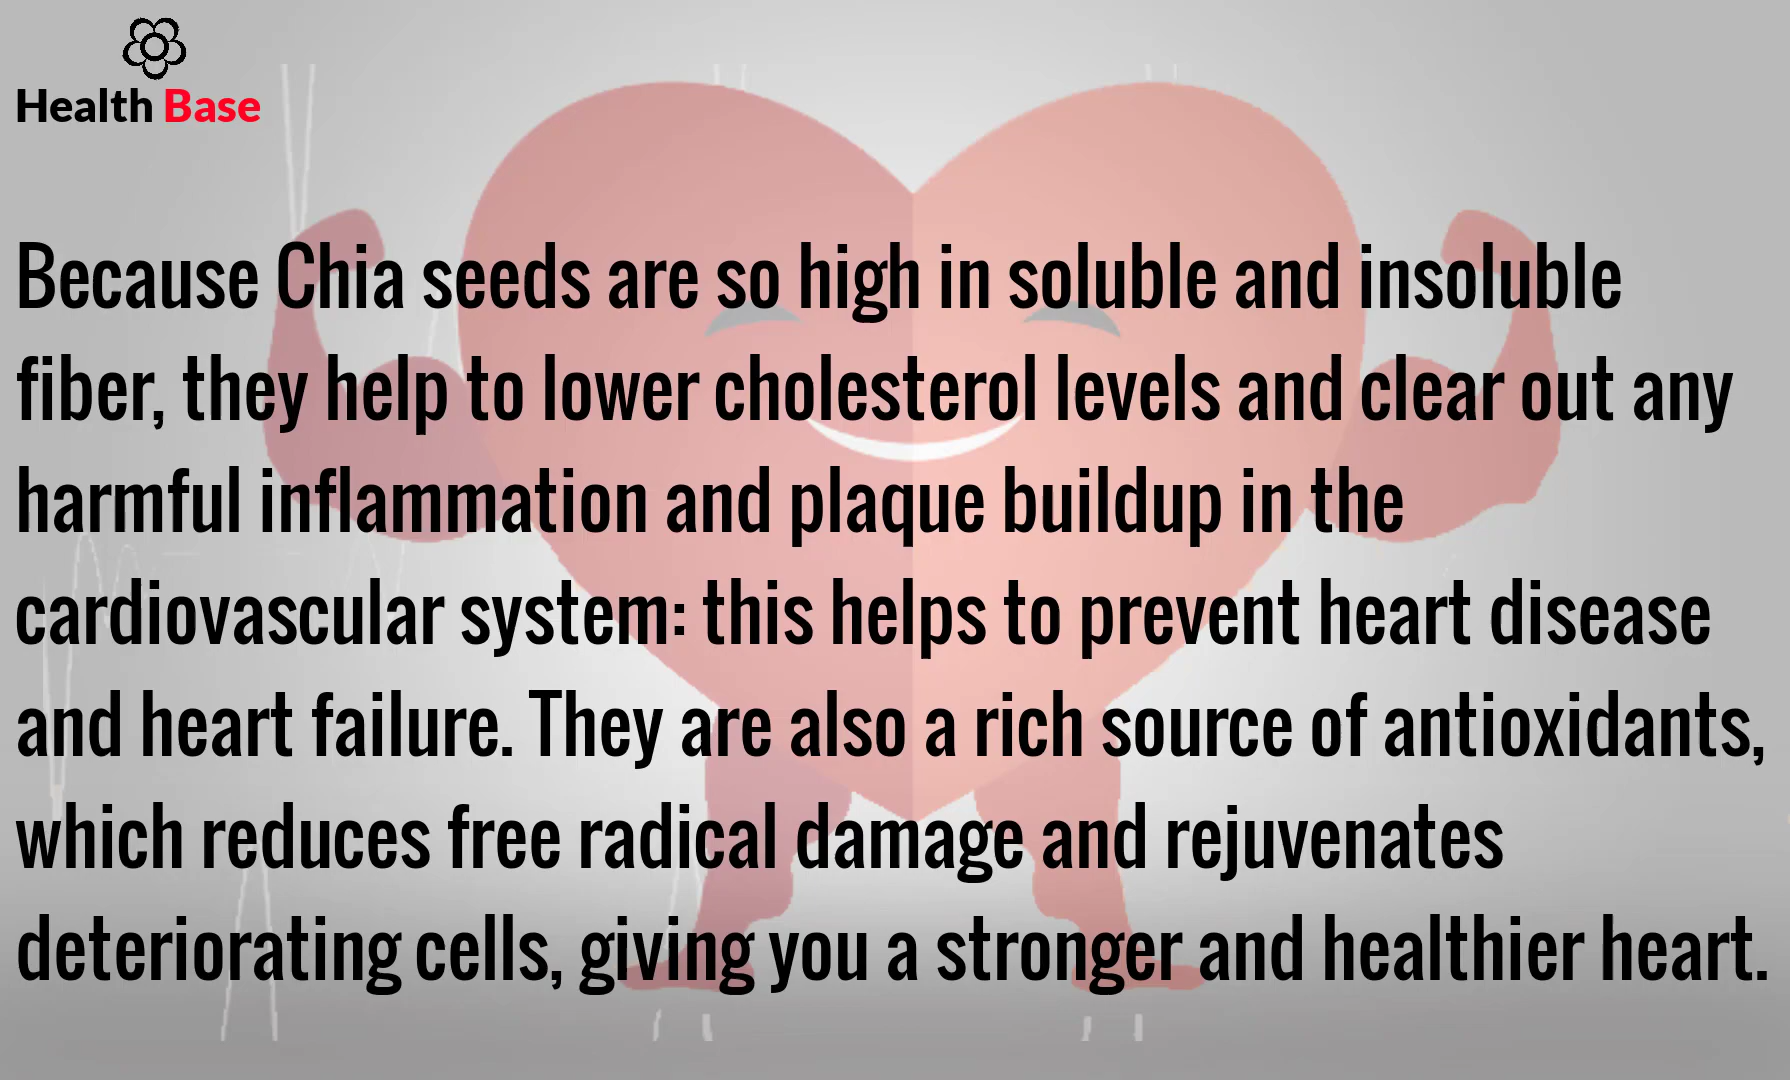 Health Base
Because Chia seeds are so high in soluble and insoluble
fiber, they help to lower cholesterol levels and clear out any
harmful inflammation and plaque buildup in the
cardiovascular system: this helps to prevent heart disease
and heart failure. They are also a rich source of antioxidants,
which reduces free radical damage and rejuvenates
deteriorating cells, giving you a stronger and healthier heart.